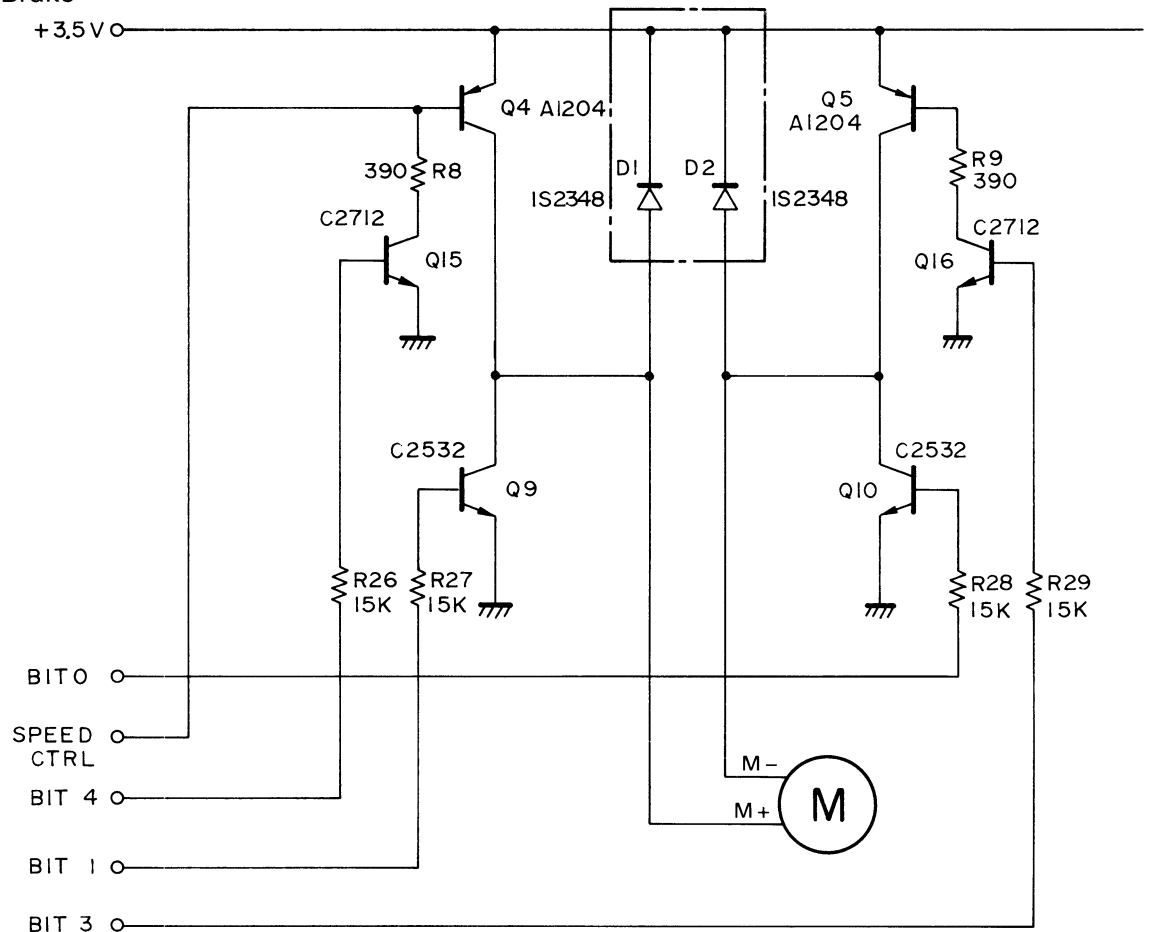 Brake
+3.5V
Q4 A1204
Q5
A1204
D1
D2
390 R8
R9
390
1S2348
1S2348
C2712
C2712
Q15
Q16
C2532
C2532
Q9
Q10
R26
15K
R27
15K
R28
15K
R29
15K
BIT0
SPEED
CTRL
M-
BIT 4
M+
M
BIT 1
BIT 3